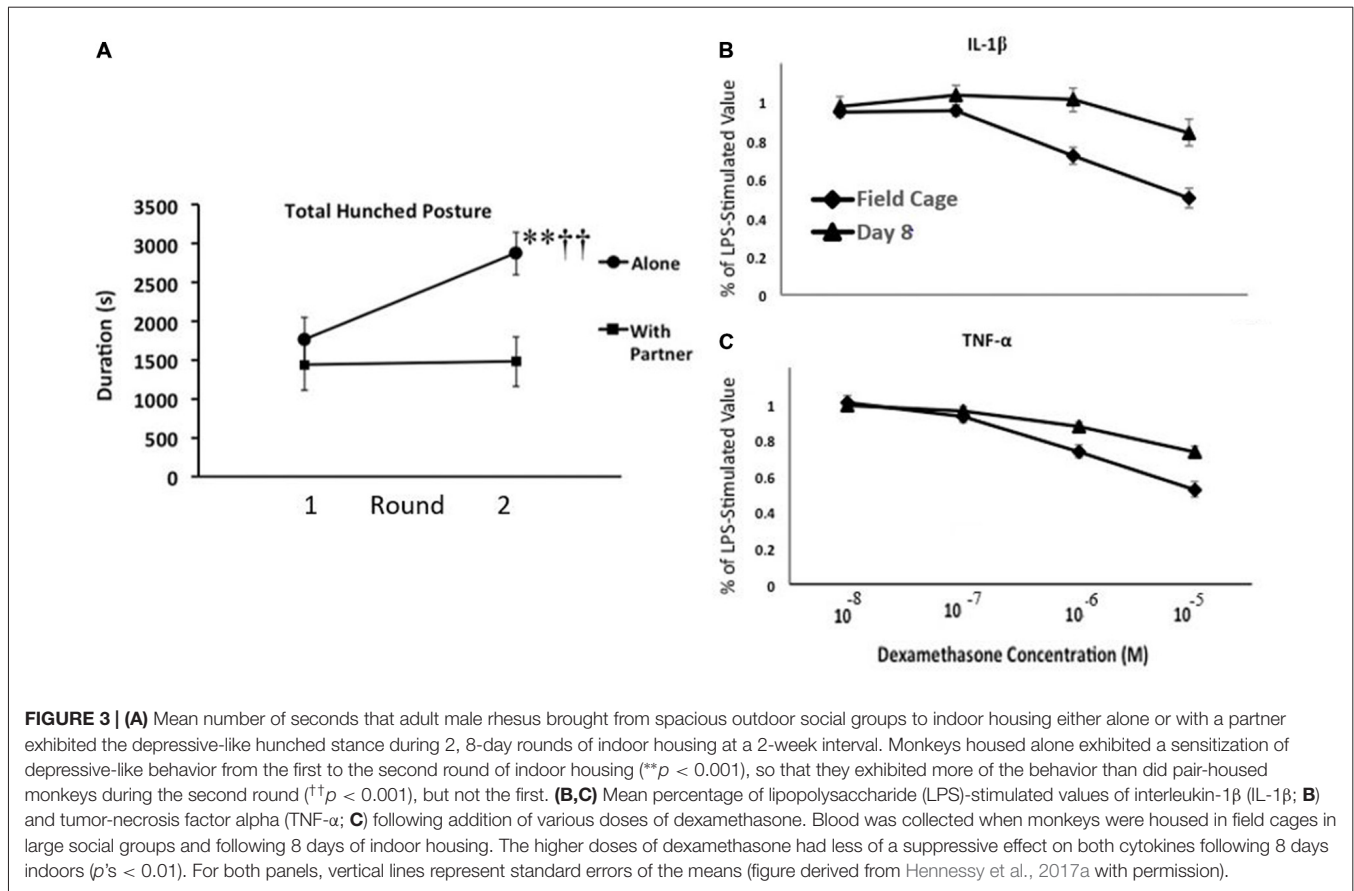 A
Total Hunched Posture
3500
3000
2500
2000
1500
1000
500
0
Duration (s)
**††
Alone
With
Partner
1 Round 2
B
IL-1β
% of LPS-Stimulated Value
1
0.8
0.6
0.4
0.2
0
Field Cage
Day 8
C
TNF-α
% of LPS-Stimulated Value
1
0.8
0.6
0.4
0.2
0
10-8 10-7 10-6 10-5
Dexamethasone Concentration (M)
FIGURE 3 | (A) Mean number of seconds that adult male rhesus brought from spacious outdoor social groups to indoor housing either alone or with a partner
exhibited the depressive-like hunched stance during 2, 8-day rounds of indoor housing at a 2-week interval. Monkeys housed alone exhibited a sensitization of
depressive-like behavior from the first to the second round of indoor housing (**p < 0.001), so that they exhibited more of the behavior than did pair-housed
monkeys during the second round (††p < 0.001), but not the first. (B,C) Mean percentage of lipopolysaccharide (LPS)-stimulated values of interleukin-1β (IL-1β; B)
and tumor-necrosis factor alpha (TNF-α; C) following addition of various doses of dexamethasone. Blood was collected when monkeys were housed in field cages in
large social groups and following 8 days of indoor housing. The higher doses of dexamethasone had less of a suppressive effect on both cytokines following 8 days
indoors (p's < 0.01). For both panels, vertical lines represent standard errors of the means (figure derived from Hennessy et al., 2017a with permission).